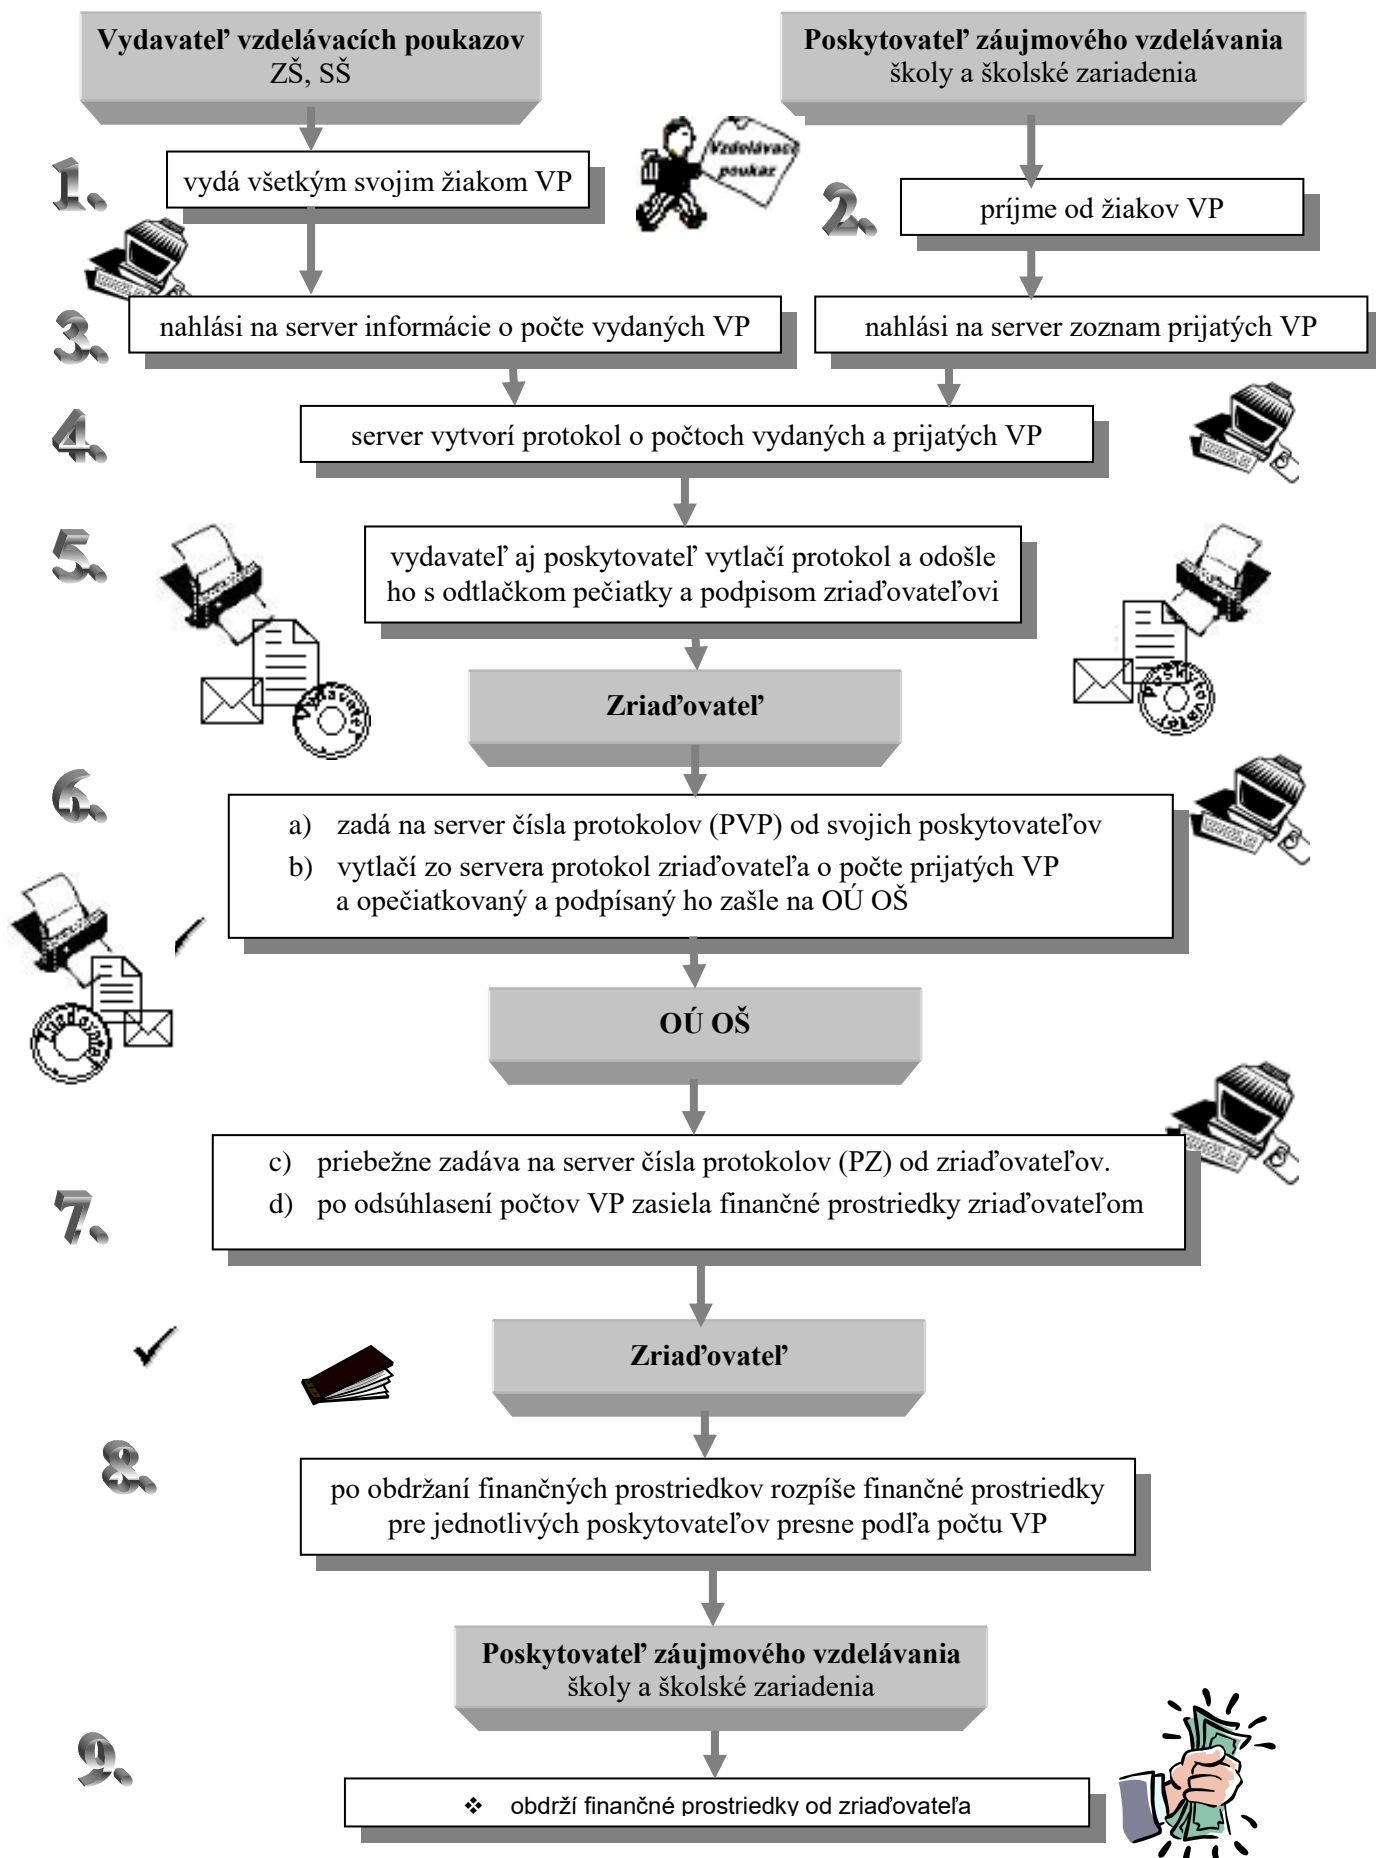 Vydavateľ vzdelávacích poukazov
ZŠ, SŠ
Poskytovateľ záujmového vzdelávania
školy a školské zariadenia
1.
vydá všetkým svojim žiakom VP
Vzdelávací
poukaz
2.
príjme od žiakov VP
3.
nahlási na server informácie o počte vydaných VP
nahlási na server zoznam prijatých VP
4.
server vytvorí protokol o počtoch vydaných a prijatých VP
5.
vydavateľ aj poskytovateľ vytlačí protokol a odošle
ho s odtlačkom pečiatky a podpisom zriaďovateľovi
Vydavateľ
Poskytovateľ
Zriaďovateľ
6.
a) zadá na server čísla protokolov (PVP) od svojich poskytovateľov
b) vytlačí zo servera protokol zriaďovateľa o počte prijatých VP
a opečiatkovaný a podpísaný ho zašle na OÚ OŠ
OÚ OŠ
7.
c) priebežne zadáva na server čísla protokolov (PZ) od zriaďovateľov.
d) po odsúhlasení počtov VP zasiela finančné prostriedky zriaďovateľom
Zriaďovateľ
8.
po obdržaní finančných prostriedkov rozpíše finančné prostriedky
pre jednotlivých poskytovateľov presne podľa počtu VP
Poskytovateľ záujmového vzdelávania
školy a školské zariadenia
9.
❖ obdrží finančné prostriedky od zriaďovateľa